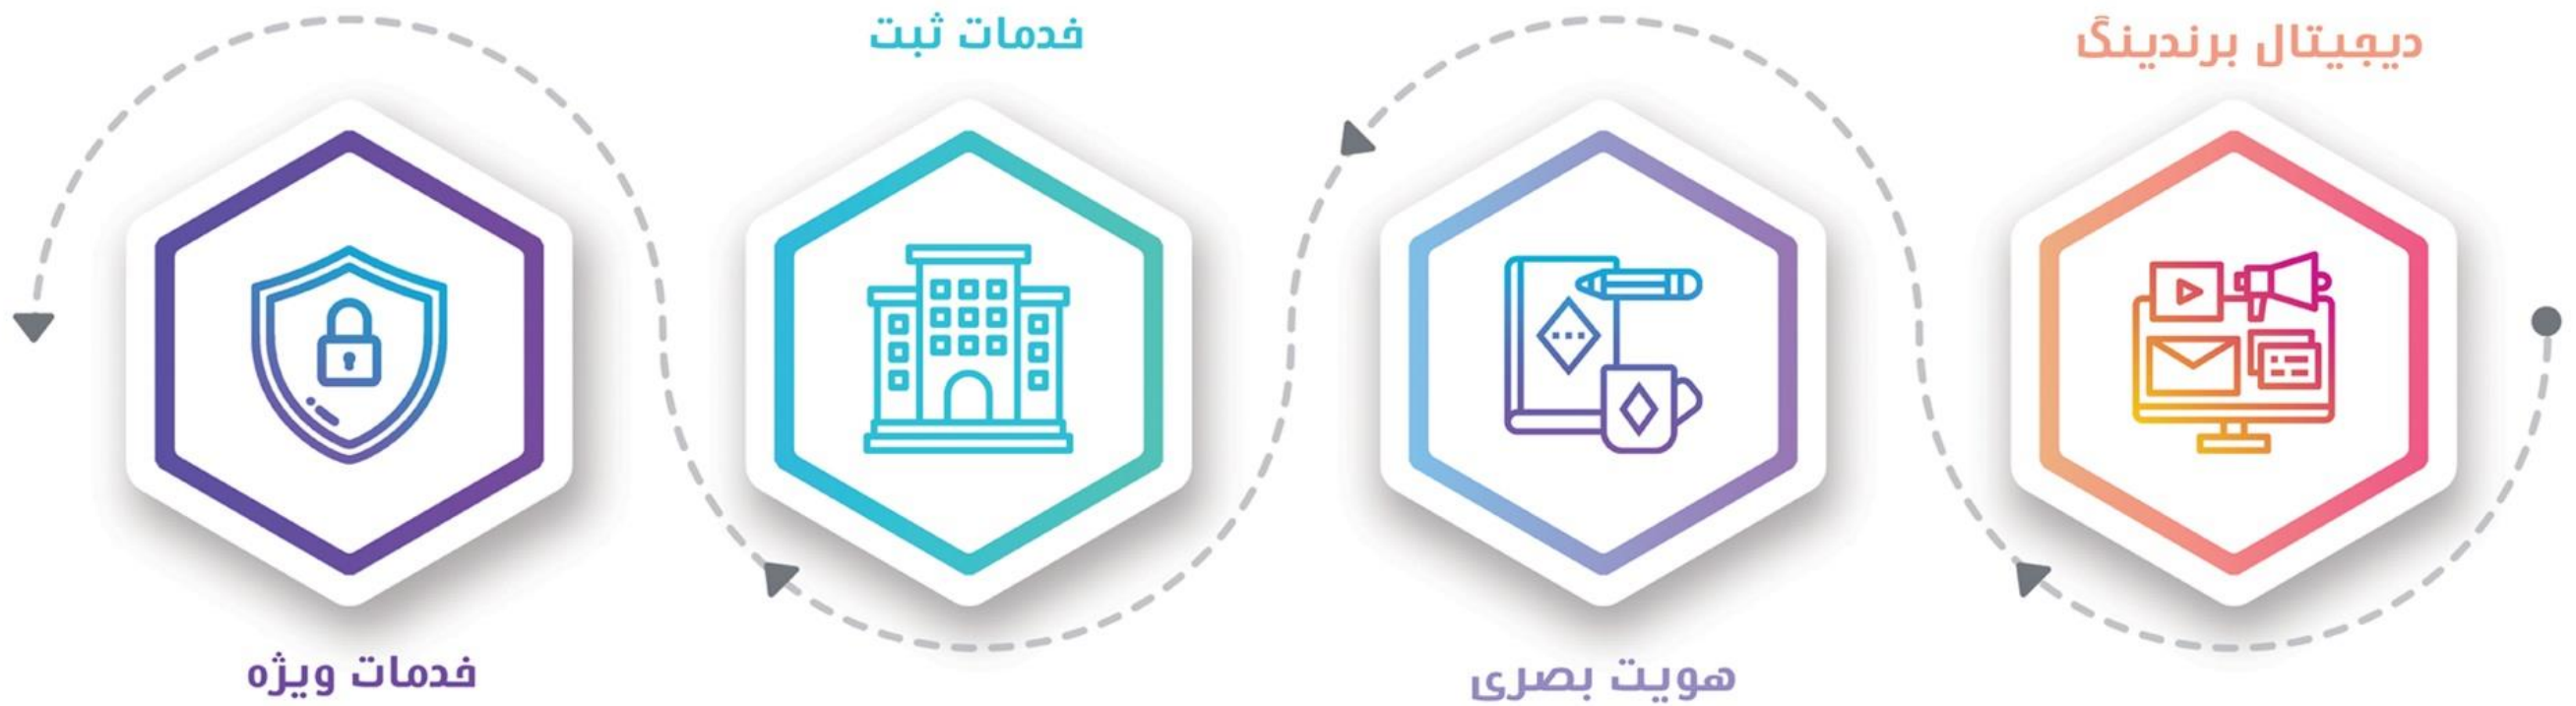 دیجیتال برندینگ
هویت بصری
خدمات ثبت
خدمات ویژه